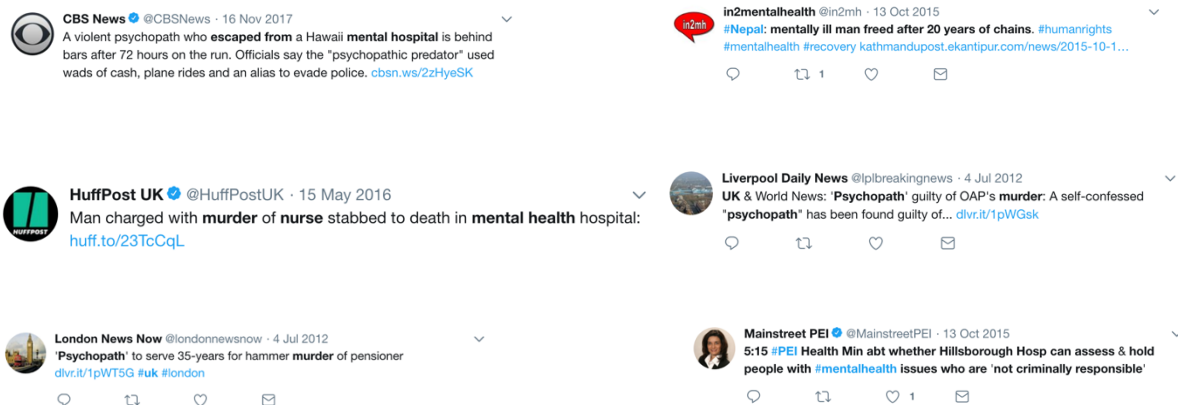 CBS News @CBSNews · 16 Nov 2017
A violent psychopath who escaped from a Hawaii mental hospital is behind
bars after 72 hours on the run. Officials say the "psychopathic predator" used
wads of cash, plane rides and an alias to evade police. cbsn.ws/2zHyeSK
in2mh
in2mentalhealth @in2mh · 13 Oct 2015
#Nepal: mentally ill man freed after 20 years of chains. #humanrights
#mentalhealth #recovery kathmandupost.ekantipur.com/news/2015-10-1…
1
HUFFPOST
HuffPost UK @HuffPostUK · 15 May 2016
Man charged with murder of nurse stabbed to death in mental health hospital:
huff.to/23TcCqL
Liverpool Daily News @lplbreakingnews · 4 Jul 2012
UK & World News: 'Psychopath' guilty of OAP's murder: A self-confessed
"psychopath" has been found guilty of... dlvr.it/1pWGsk
London News Now @londonnewsnow · 4 Jul 2012
'Psychopath' to serve 35-years for hammer murder of pensioner
dlvr.it/1pWT5G #uk #london
Mainstreet PEI @MainstreetPEI · 13 Oct 2015
5:15 #PEI Health Min abt whether Hillsborough Hosp can assess & hold
people with #mentalhealth issues who are 'not criminally responsible'
1